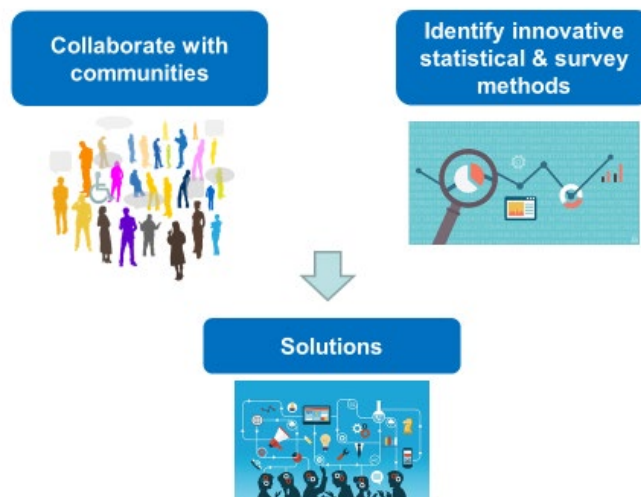 Collaborate with
communities
Identify innovative
statistical & survey
methods
Solutions